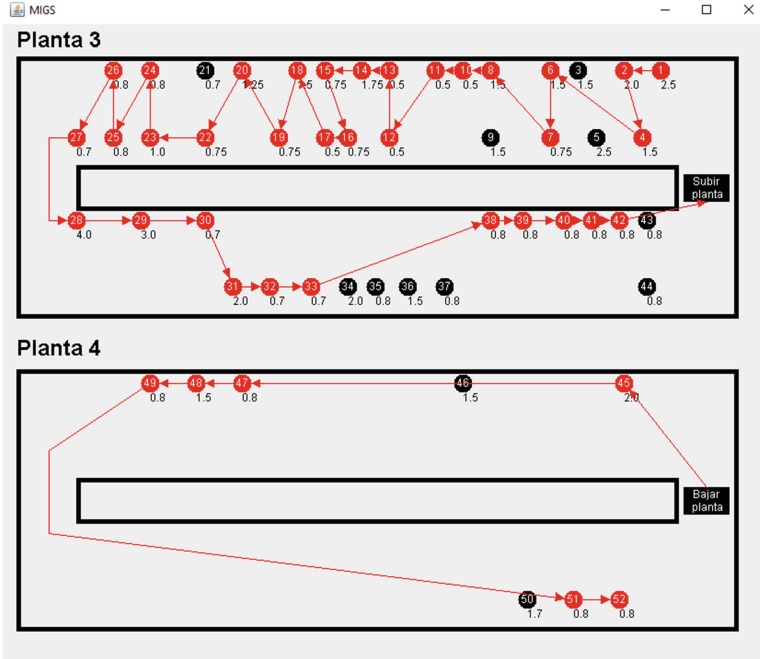 MIGS
Planta 3
26 24 21 20 18 15 14 13 11 10 8 6 3 2 1
0.8 0.8 0.7 1.25 0.75 1.75 0.5 0.5 0.5 1.5 1.5 1.5 2.0 2.5
27 25 23 22 19 17 16 12 9 7 5 4
0.7 0.8 1.0 0.75 0.75 0.5 0.75 0.5 1.5 0.75 2.5 1.5
Subir
planta
28 29 30 38 39 40 41 42 43
4.0 3.0 0.7 0.8 0.8 0.8 0.8 0.8 0.8
31 32 33 34 35 36 37 44
2.0 0.7 0.7 2.0 0.8 1.5 0.8 0.8
Planta 4
49 48 47 46 45
0.8 1.5 0.8 1.5 2.0
Bajar
planta
50 51 52
1.7 0.8 0.8